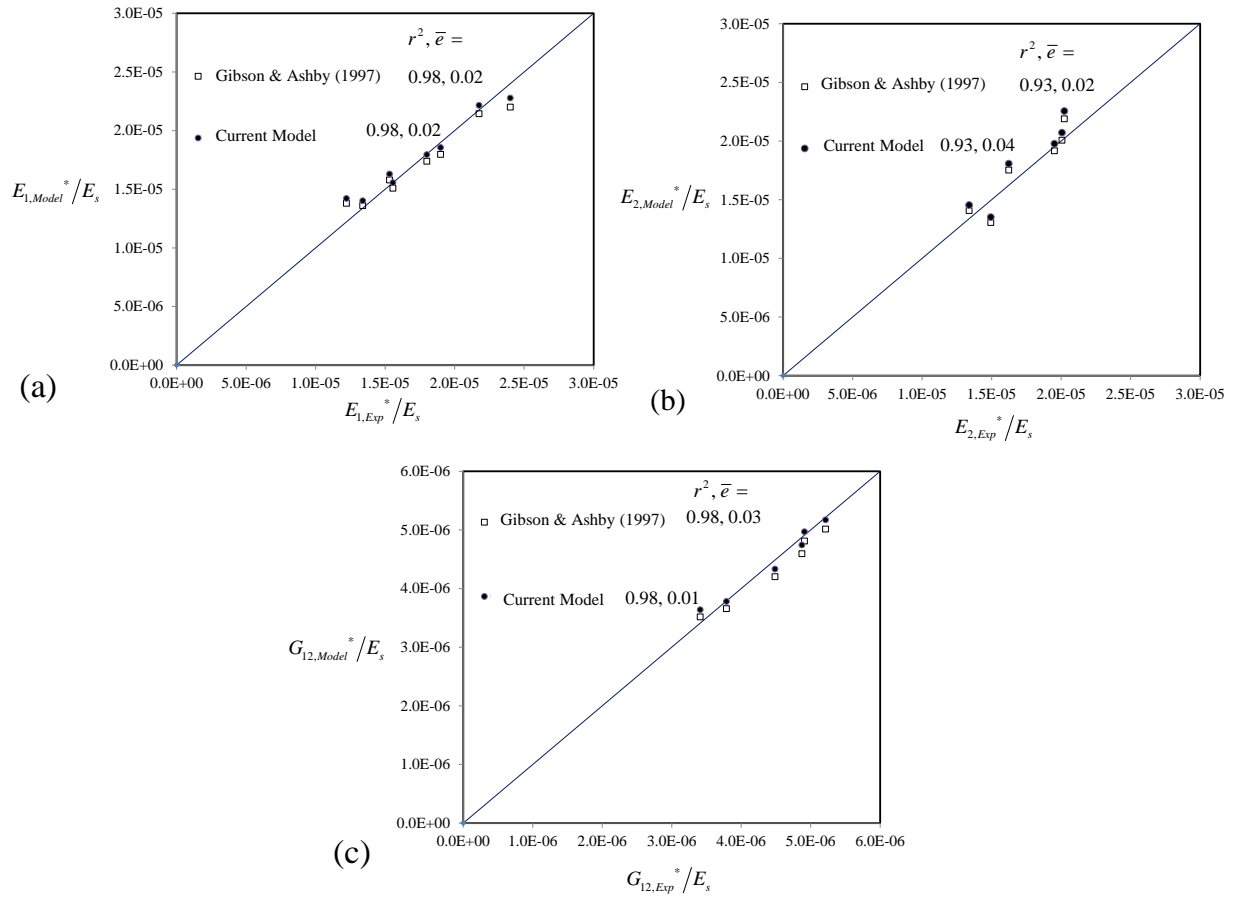 3.0E-05
2.5E-05
2.0E-05
1.5E-05
1.0E-05
5.0E-06
0.0E+00
r², e̅ =
Gibson & Ashby (1997) 0.98, 0.02
Current Model 0.98, 0.02
E1,Model*/Es
0.0E+00 5.0E-06 1.0E-05 1.5E-05 2.0E-05 2.5E-05 3.0E-05
E1,Exp*/Es
(a)
3.0E-05
2.5E-05
2.0E-05
1.5E-05
1.0E-05
5.0E-06
0.0E+00
r², e̅ =
Gibson & Ashby (1997) 0.93, 0.02
Current Model 0.93, 0.04
E2,Model*/Es
0.0E+00 5.0E-06 1.0E-05 1.5E-05 2.0E-05 2.5E-05 3.0E-05
E2,Exp*/Es
(b)
6.0E-06
5.0E-06
4.0E-06
3.0E-06
2.0E-06
1.0E-06
0.0E+00
r², e̅ =
Gibson & Ashby (1997) 0.98, 0.03
Current Model 0.98, 0.01
G12,Model*/Es
0.0E+00 1.0E-06 2.0E-06 3.0E-06 4.0E-06 5.0E-06 6.0E-06
G12,Exp*/Es
(c)